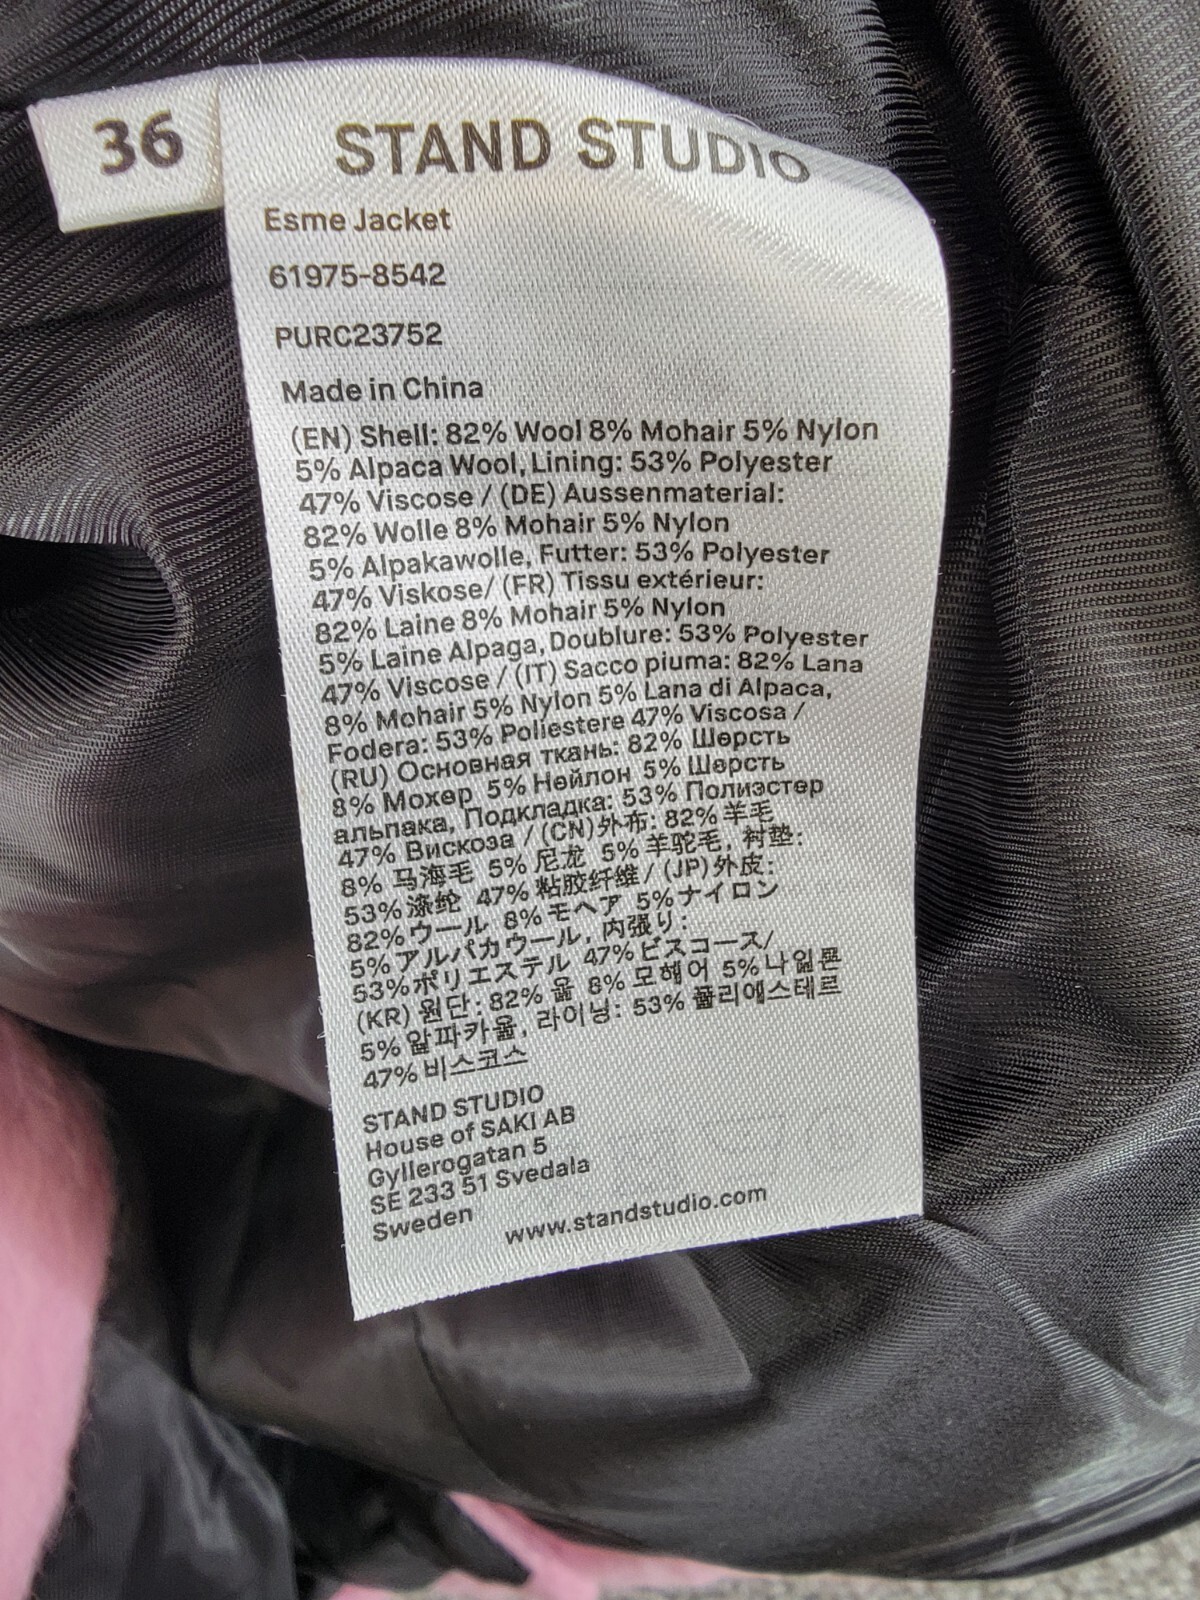 36
STAND STUDIO
Esme Jacket
61975-8542
PURC23752
Made in China
(EN) Shell: 82% Wool 8% Mohair 5% Nylon
5% Alpaca Wool, Lining: 53% Polyester
47% Viscose / (DE) Aussenmaterial:
82% Wolle 8% Mohair 5% Nylon
5% Alpakawolle, Futter: 53% Polyester
47% Viskose/ (FR) Tissu extérieur:
82% Laine 8% Mohair 5% Nylon
5% Laine Alpaga, Doublure: 53% Polyester
47% Viscose / (IT) Sacco piuma: 82% Lana
8% Mohair 5% Nylon 5% Lana di Alpaca,
Fodera: 53% Poliestere 47% Viscosa /
(RU) Основная ткань: 82% Шерсть
8% Мохер 5% Нейлон 5% Шерсть
альпака, Подкладка: 53% Полиэстер
47% Вискоза / (CN)外布: 82% 羊毛
8% 马海毛 5% 尼龙 5% 羊驼毛, 衬垫:
53%涤纶 47%粘胶纤维 / (JP)外皮:
82%ウール 8%モヘア 5%ナイロン
5%アルパカウール, 内張り:
53%ポリエステル 47%ビスコース/
(KR) 원단: 82% 울 8% 모헤어 5%나일론
5% 알파카울, 라이닝: 53% 폴리에스테르
47% 비스코스
STAND STUDIO
House of SAKI AB
Gyllerogatan 5
SE 233 51 Svedala
Sweden
www.standstudio.com